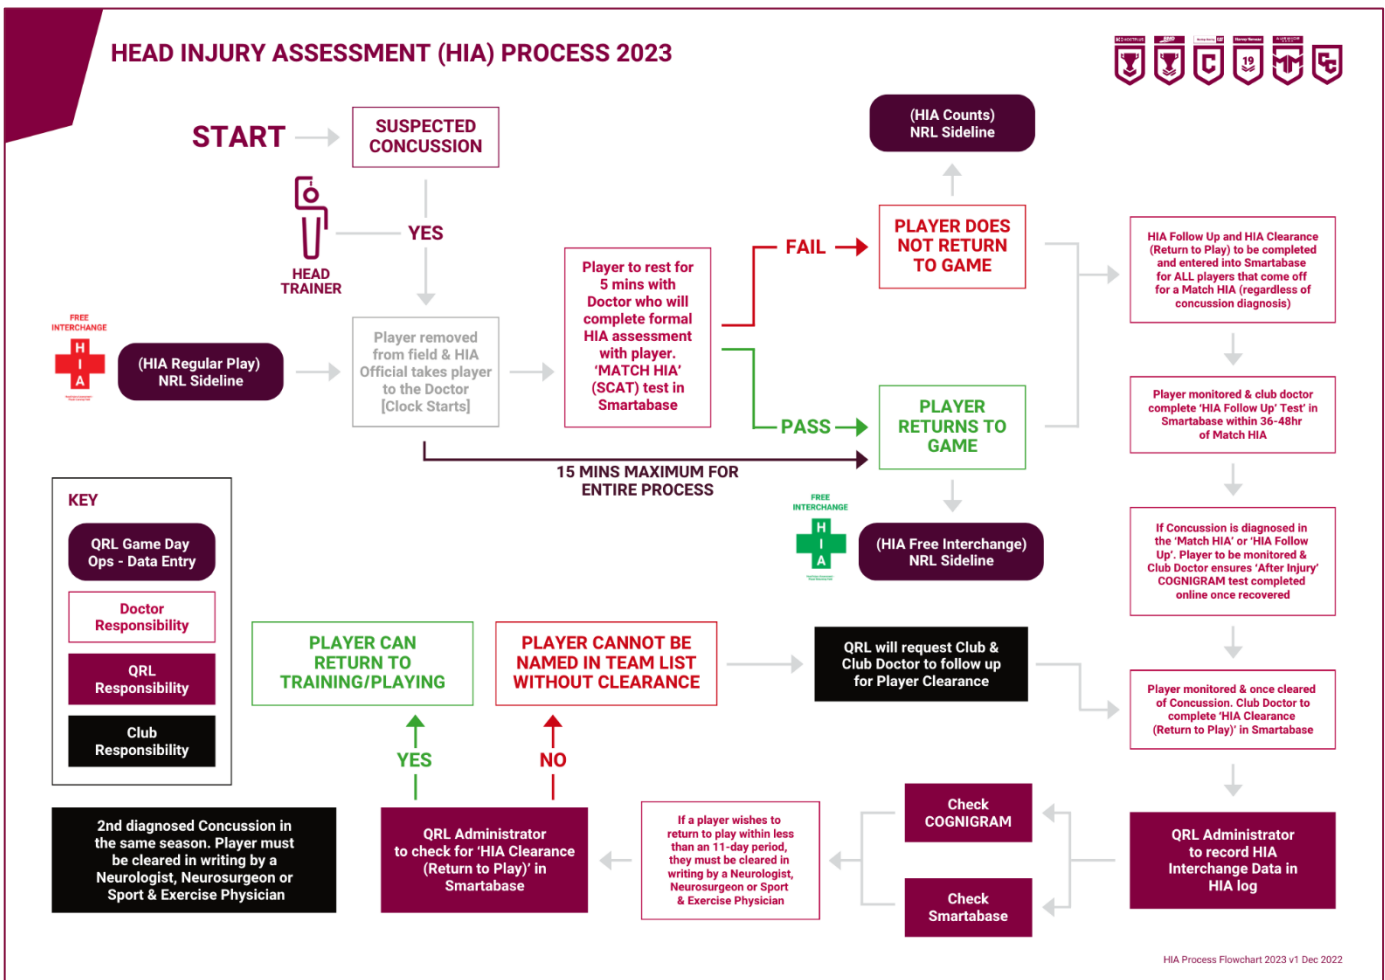 HEAD INJURY ASSESSMENT (HIA) PROCESS 2023
19
START
SUSPECTED
CONCUSSION
YES
HEAD
TRAINER
FREE
INTERCHANGE
H
I
A
(HIA Regular Play)
NRL Sideline
Player removed
from field & HIA
Official takes player
to the Doctor
[Clock Starts]
Player to rest for
5 mins with
Doctor who will
complete formal
HIA assessment
with player.
‘MATCH HIA’
(SCAT) test in
Smartabase
FAIL
PASS
15 MINS MAXIMUM FOR
ENTIRE PROCESS
(HIA Counts)
NRL Sideline
PLAYER DOES
NOT RETURN
TO GAME
PLAYER
RETURNS TO
GAME
FREE
INTERCHANGE
H
I
A
(HIA Free Interchange)
NRL Sideline
HIA Follow Up and HIA Clearance
(Return to Play) to be completed
and entered into Smartabase
for ALL players that come off
for a Match HIA (regardless of
concussion diagnosis)
Player monitored & club doctor
complete ‘HIA Follow Up’ Test’ in
Smartabase within 36-48hr
of Match HIA
If Concussion is diagnosed in
the ‘Match HIA’ or ‘HIA Follow
Up’. Player to be monitored &
Club Doctor ensures ‘After Injury’
COGNIGRAM test completed
online once recovered
Player monitored & once cleared
of Concussion. Club Doctor to
complete ‘HIA Clearance
(Return to Play)’ in Smartabase
QRL Administrator
to record HIA
Interchange Data in
HIA log
Check
COGNIGRAM
Check
Smartabase
If a player wishes to
return to play within less
than an 11-day period,
they must be cleared in
writing by a Neurologist,
Neurosurgeon or Sport
& Exercise Physician
QRL Administrator
to check for ‘HIA Clearance
(Return to Play)’ in
Smartabase
YES
NO
PLAYER CAN
RETURN TO
TRAINING/PLAYING
PLAYER CANNOT BE
NAMED IN TEAM LIST
WITHOUT CLEARANCE
QRL will request Club &
Club Doctor to follow up
for Player Clearance
KEY
QRL Game Day
Ops - Data Entry
Doctor
Responsibility
QRL
Responsibility
Club
Responsibility
2nd diagnosed Concussion in
the same season. Player must
be cleared in writing by a
Neurologist, Neurosurgeon or
Sport & Exercise Physician
HIA Process Flowchart 2023 v1 Dec 2022